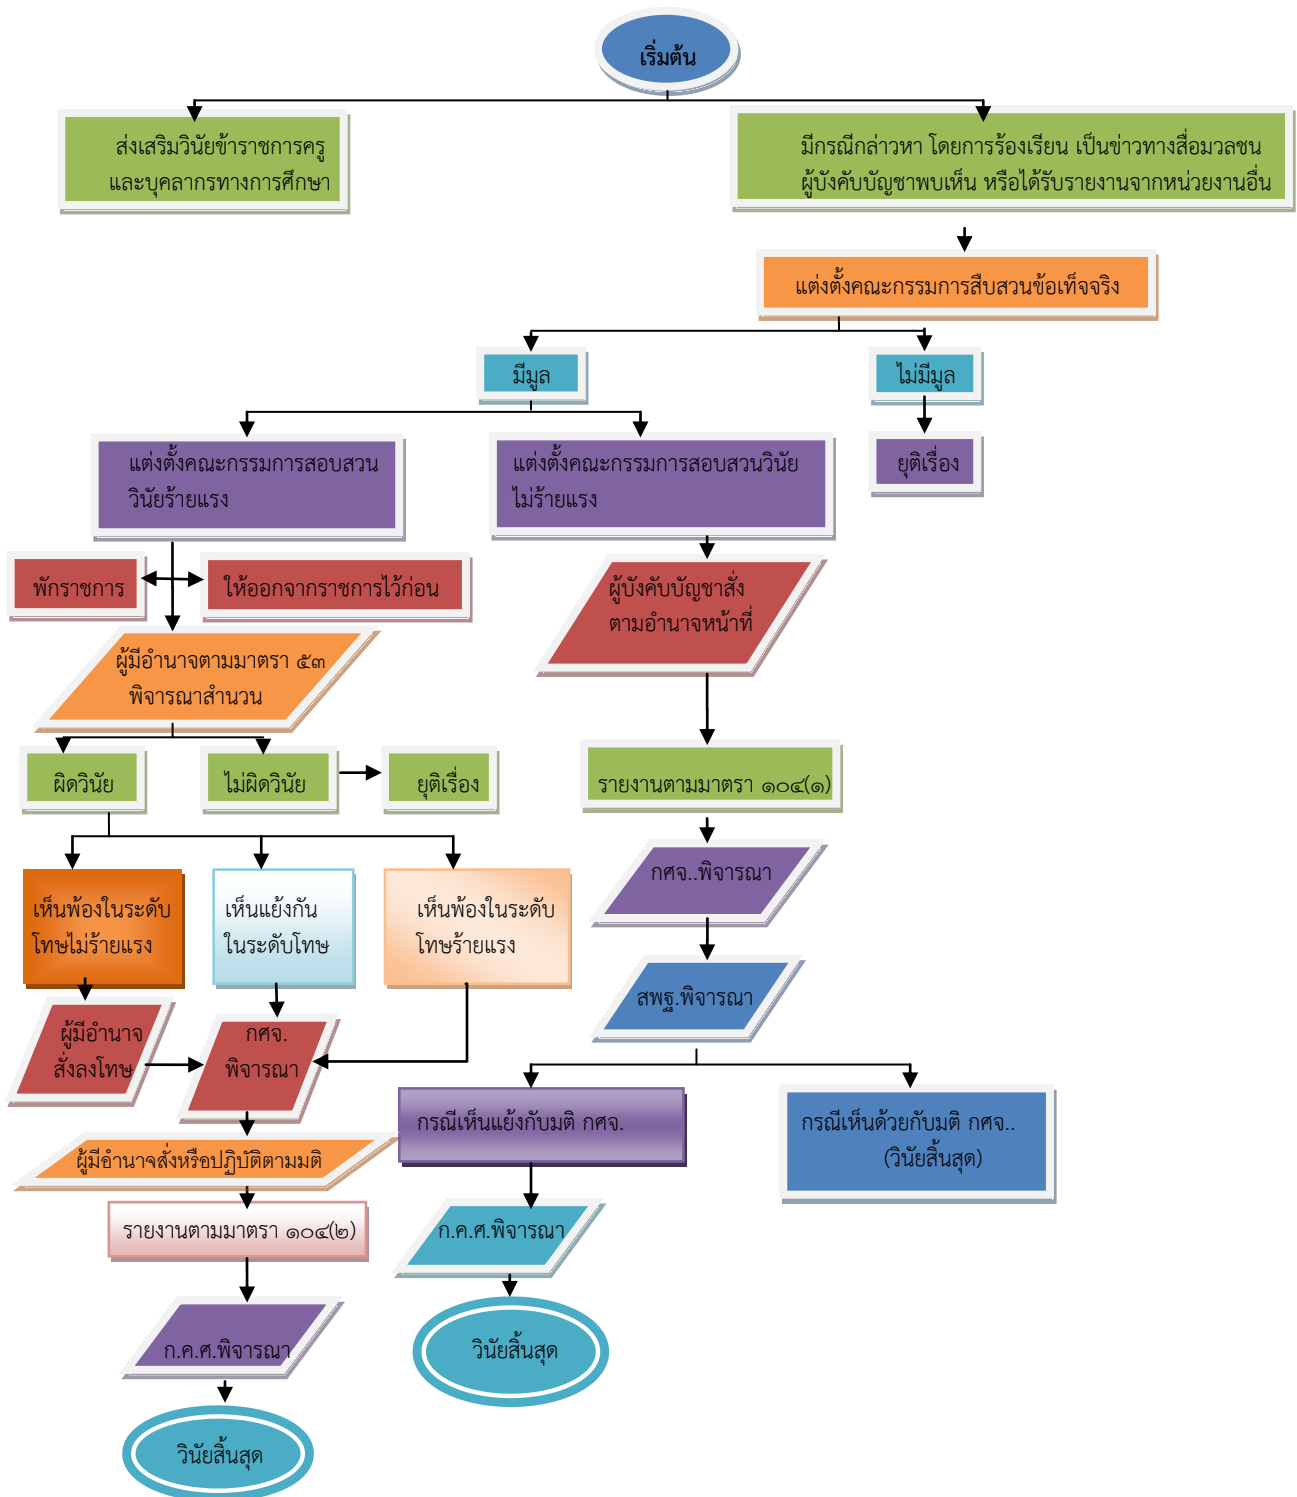 เริ่มต้น
ส่งเสริมวินัยข้าราชการครู
และบุคลากรทางการศึกษา
มีกรณีกล่าวหา โดยการร้องเรียน เป็นข่าวทางสื่อมวลชน
ผู้บังคับบัญชาพบเห็น หรือได้รับรายงานจากหน่วยงานอื่น
แต่งตั้งคณะกรรมการสืบสวนข้อเท็จจริง
มีมูล
ไม่มีมูล
แต่งตั้งคณะกรรมการสอบสวน
วินัยร้ายแรง
แต่งตั้งคณะกรรมการสอบสวนวินัย
ไม่ร้ายแรง
ยุติเรื่อง
พักราชการ
ให้ออกจากราชการไว้ก่อน
ผู้บังคับบัญชาสั่ง
ตามอำนาจหน้าที่
ผู้มีอำนาจตามมาตรา ๕๓
พิจารณาสำนวน
ผิดวินัย
ไม่ผิดวินัย
ยุติเรื่อง
รายงานตามมาตรา ๑๐๔(๑)
กศจ..พิจารณา
เห็นพ้องในระดับ
โทษไม่ร้ายแรง
เห็นแย้งกัน
ในระดับโทษ
เห็นพ้องในระดับ
โทษร้ายแรง
สพฐ.พิจารณา
ผู้มีอำนาจ
สั่งลงโทษ
กศจ.
พิจารณา
กรณีเห็นแย้งกับมติ กศจ.
กรณีเห็นด้วยกับมติ กศจ..
(วินัยสิ้นสุด)
ผู้มีอำนาจสั่งหรือปฏิบัติตามมติ
รายงานตามมาตรา ๑๐๔(๒)
ก.ค.ศ.พิจารณา
ก.ค.ศ.พิจารณา
วินัยสิ้นสุด
วินัยสิ้นสุด